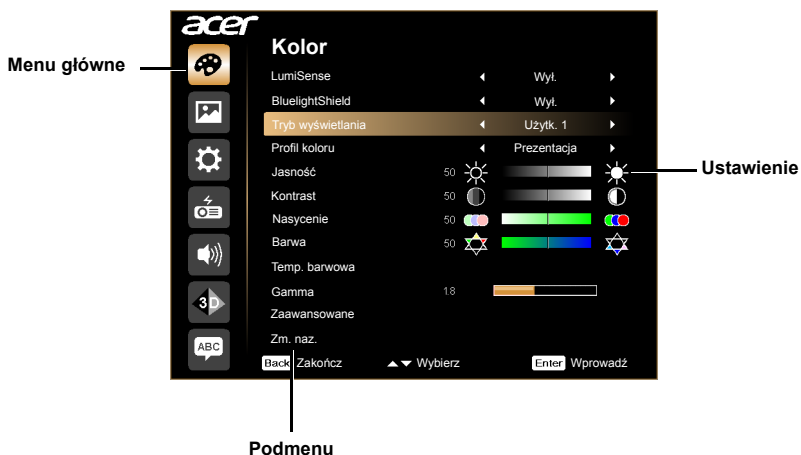 acer
Kolor
Menu główne
LumiSense Wył.
BluelightShield Wył.
Tryb wyświetlania Użytk. 1
Profil koloru Prezentacja
Jasność 50
Ustawienie
Kontrast 50
Nasycenie 50
Barwa 50
Temp. barwowa
Gamma 1.8
3D
Zaawansowane
Zm. naz.
ABC
Back Zakończ Wybierz Enter Wprowadź
Podmenu